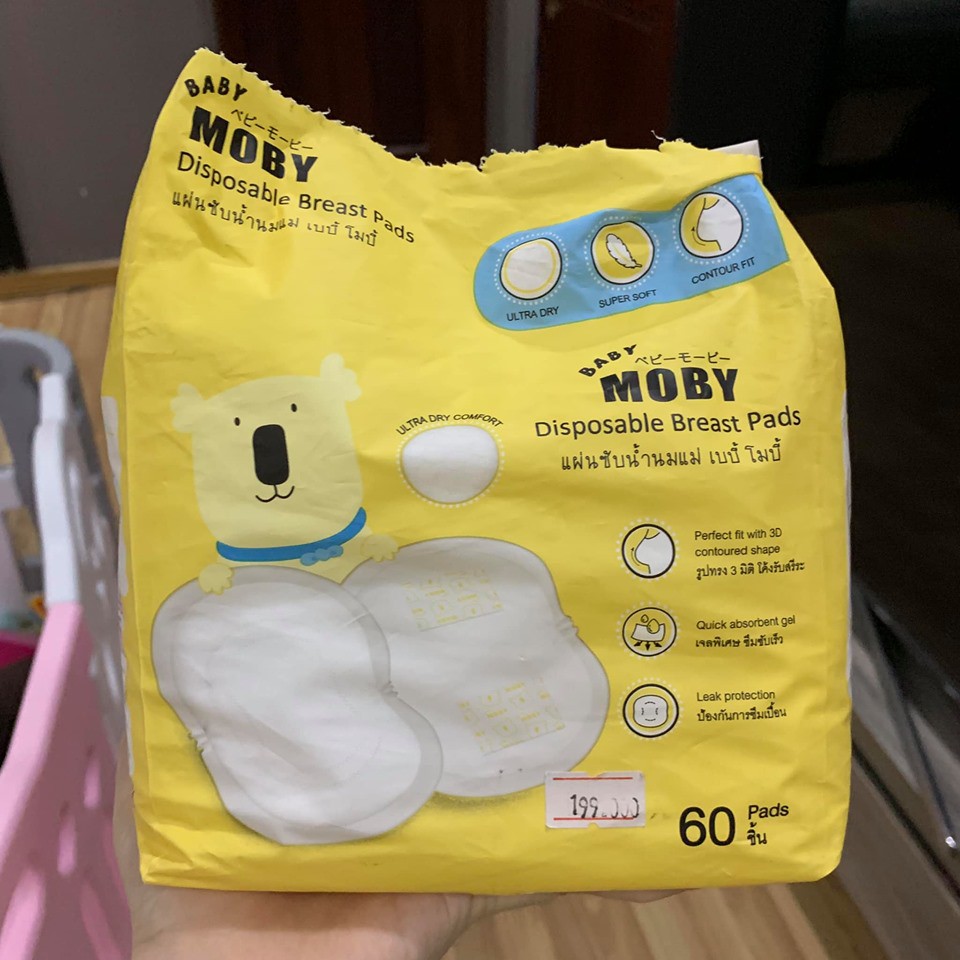 BABY
ベビーモービー
MOBY
Disposable Breast Pads
แผ่นซับน้ำนมแม่ เบบี้ โมบี้
ULTRA DRY
SUPER SOFT
CONTOUR FIT
BABY
ベビーモービー
MOBY
Disposable Breast Pads
แผ่นซับน้ำนมแม่ เบบี้ โมบี้
ULTRA DRY COMFORT
Perfect fit with 3D
contoured shape
รูปทรง 3 มิติ โค้งรับสรีระ
Quick absorbent gel
เจลพิเศษ ซึมซับเร็ว
Leak protection
ป้องกันการซึมเปื้อน
199.000
60 Pads
ชิ้น